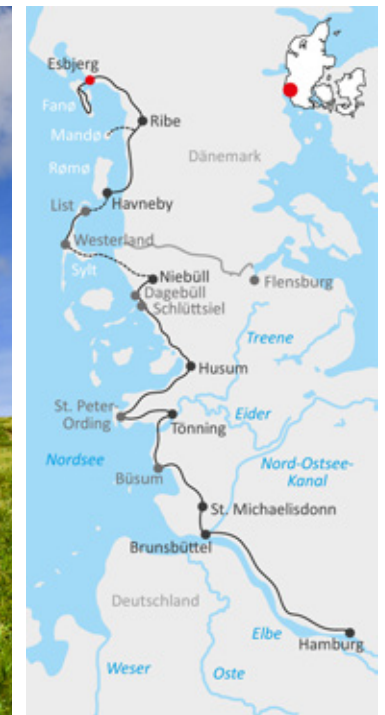 Esbjerg
Fanø
Ribe
Mandø
Rømø
Dänemark
Havneby
List
Westerland
Sylt
Niebüll
Flensburg
Dagebüll
Schlüttsiel
Treene
Husum
St. Peter-
Ording
Eider
Tönning
Nordsee
Büsum
Nord-Ostsee-
Kanal
St. Michaelisdonn
Brunsbüttel
Deutschland
Elbe
Hamburg
Weser
Oste